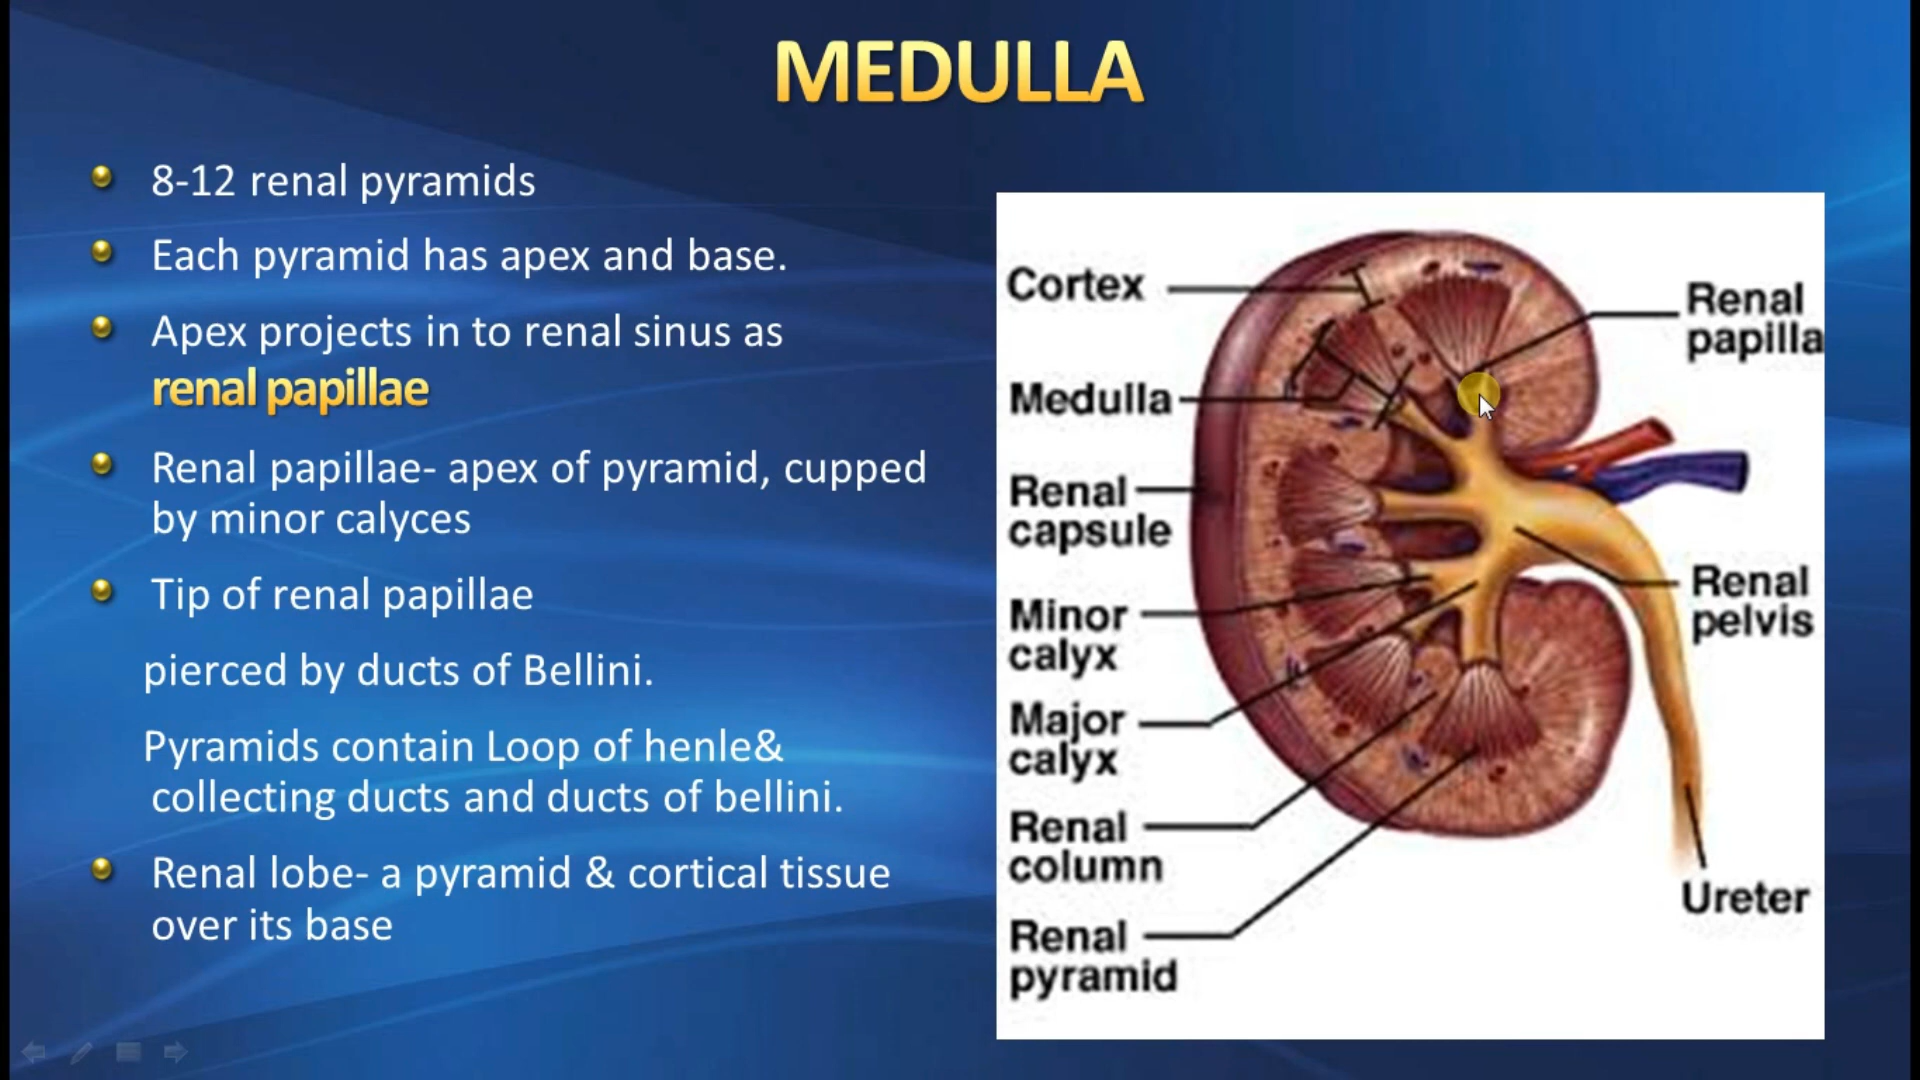 MEDULLA
8-12 renal pyramids
Each pyramid has apex and base.
Apex projects in to renal sinus as
renal papillae
Renal papillae- apex of pyramid, cupped
by minor calyces
Tip of renal papillae
pierced by ducts of Bellini.
Pyramids contain Loop of henle&
collecting ducts and ducts of bellini.
Renal lobe- a pyramid & cortical tissue
over its base
Cortex
Medulla
Renal
capsule
Minor
calyx
Major
calyx
Renal
column
Renal
pyramid
Renal
papilla
Renal
pelvis
Ureter